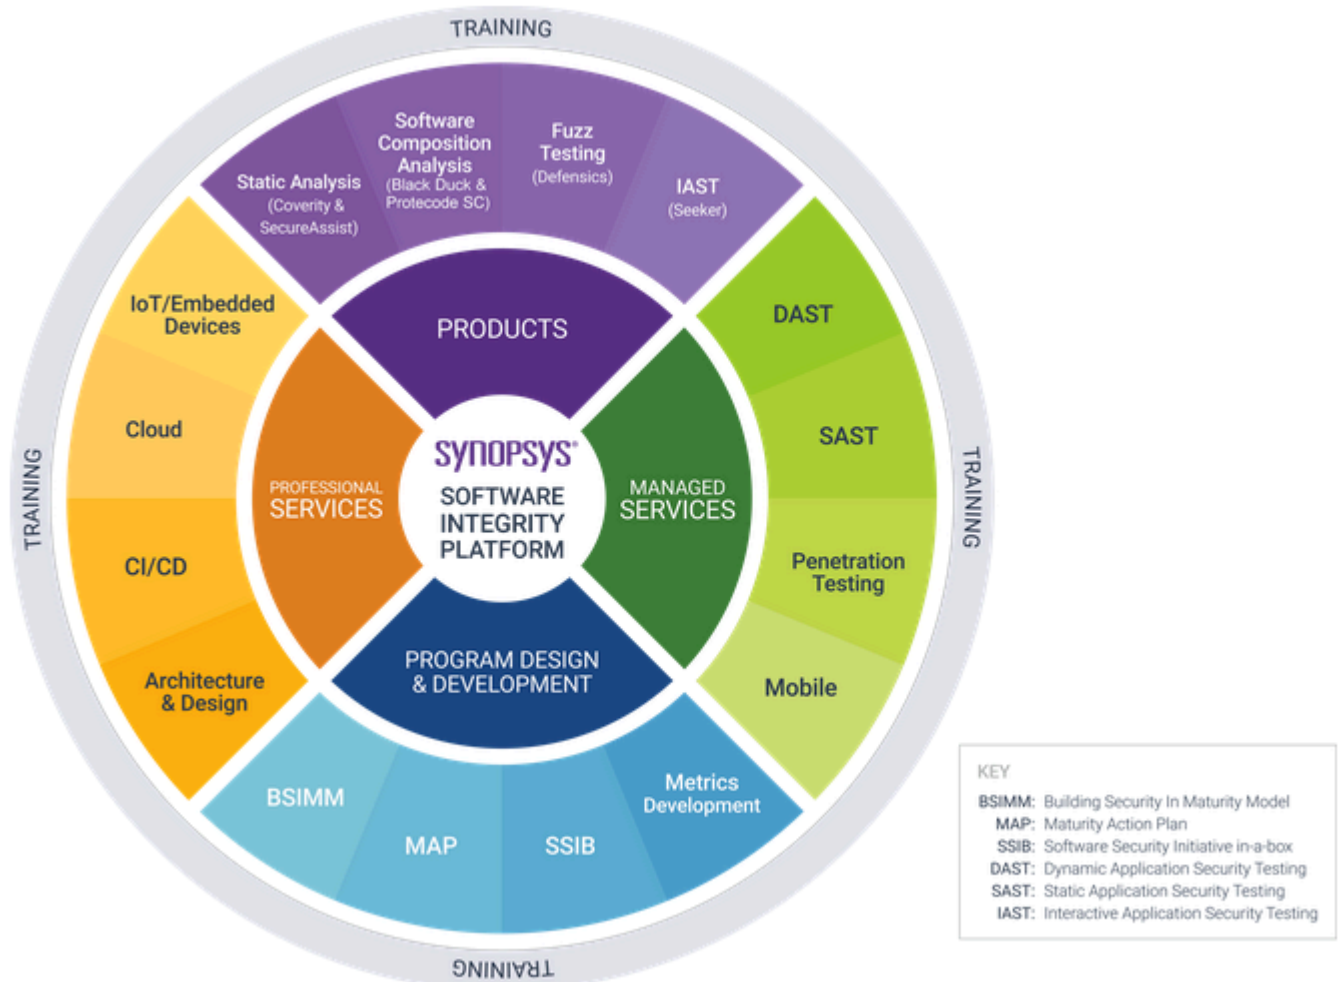 TRAINING
Static Analysis
(Coverity &
SecureAssist)
Software
Composition
Analysis
(Black Duck &
Protecode SC)
Fuzz
Testing
(Defensics)
IAST
(Seeker)
PRODUCTS
IoT/Embedded
Devices
Cloud
CI/CD
Architecture
& Design
PROFESSIONAL
SERVICES
TRAINING
SYNOPSYS®
SOFTWARE
INTEGRITY
PLATFORM
MANAGED
SERVICES
DAST
SAST
Penetration
Testing
Mobile
TRAINING
PROGRAM DESIGN
& DEVELOPMENT
BSIMM
MAP
SSIB
Metrics
Development
TRAINING
KEY
BSIMM: Building Security In Maturity Model
MAP: Maturity Action Plan
SSIB: Software Security Initiative in-a-box
DAST: Dynamic Application Security Testing
SAST: Static Application Security Testing
IAST: Interactive Application Security Testing